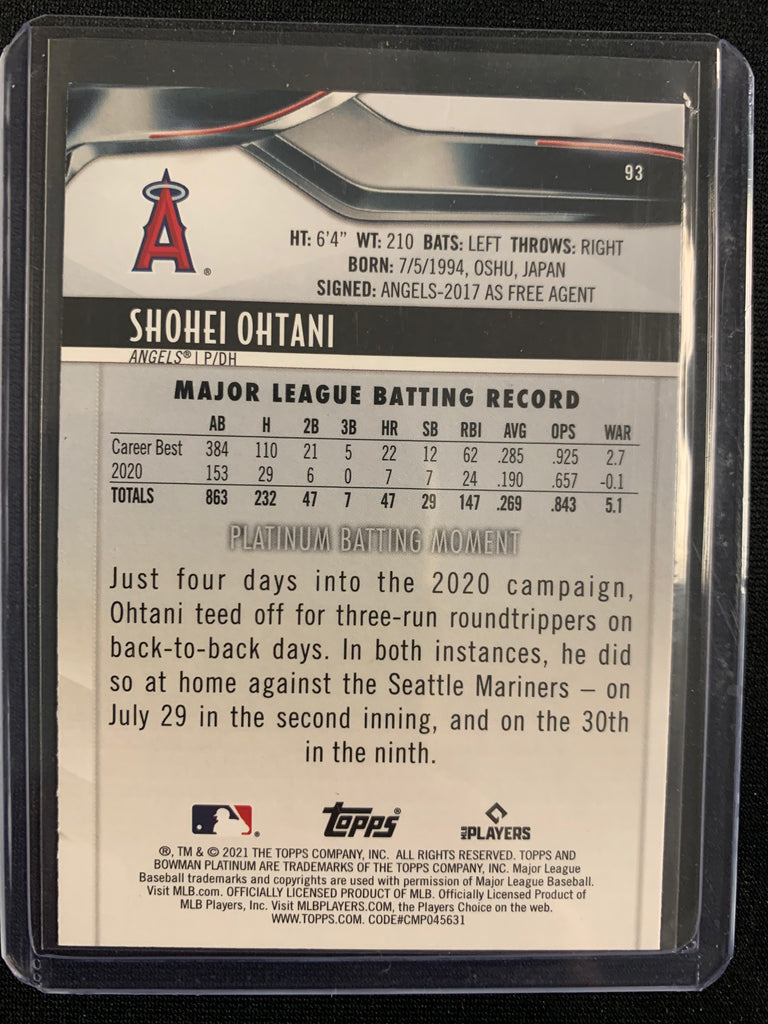 93
A ®
HT: 6'4" WT: 210 BATS: LEFT THROWS: RIGHT
BORN: 7/5/1994, OSHU, JAPAN
SIGNED: ANGELS-2017 AS FREE AGENT
SHOHEI OHTANI
ANGELS® | P/DH
MAJOR LEAGUE BATTING RECORD
AB H 2B 3B HR SB RBI AVG OPS WAR
Career Best 384 110 21 5 22 12 62 .285 .925 2.7
2020 153 29 6 0 7 7 24 .190 .657 -0.1
TOTALS 863 232 47 7 47 29 147 .269 .843 5.1
PLATINUM BATTING MOMENT
Just four days into the 2020 campaign,
Ohtani teed off for three-run roundtrippers on
back-to-back days. In both instances, he did
so at home against the Seattle Mariners – on
July 29 in the second inning, and on the 30th
in the ninth.
Topps® MLB PLAYERS
®, TM & © 2021 THE TOPPS COMPANY, INC. ALL RIGHTS RESERVED. TOPPS AND
BOWMAN PLATINUM ARE TRADEMARKS OF THE TOPPS COMPANY, INC. Major League
Baseball trademarks and copyrights are used with permission of Major League Baseball.
Visit MLB.com. OFFICIALLY LICENSED PRODUCT OF MLB. Officially Licensed Product of
MLB Players, Inc. Visit MLBPLAYERS.COM, the Players Choice on the web.
WWW.TOPPS.COM. CODE#CMP045631